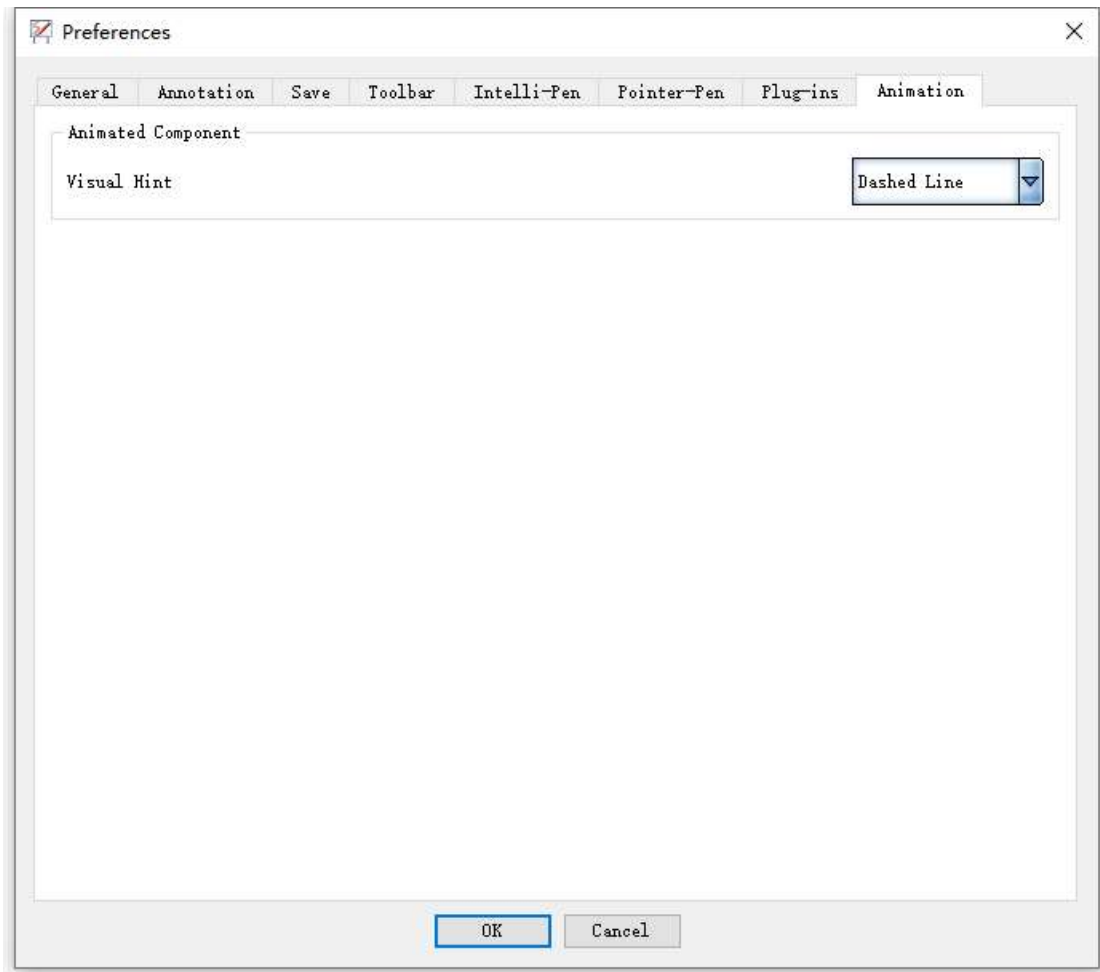 Preferences
General Annotation Save Toolbar Intelli-Pen Pointer-Pen Plug-ins Animation
Animated Component
Visual Hint Dashed Line
OK Cancel